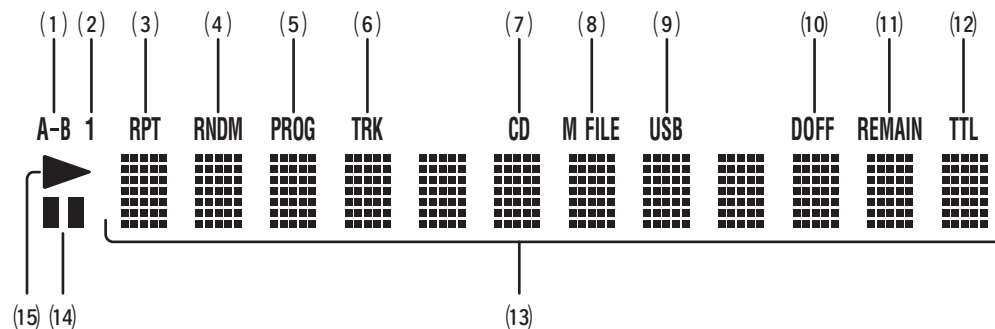 (1) (2) (3) (4) (5) (6) (7) (8) (9) (10) (11) (12)
A-B 1 RPT RNDM PROG TRK CD M FILE USB DOFF REMAIN TTL
(15) (14) (13)